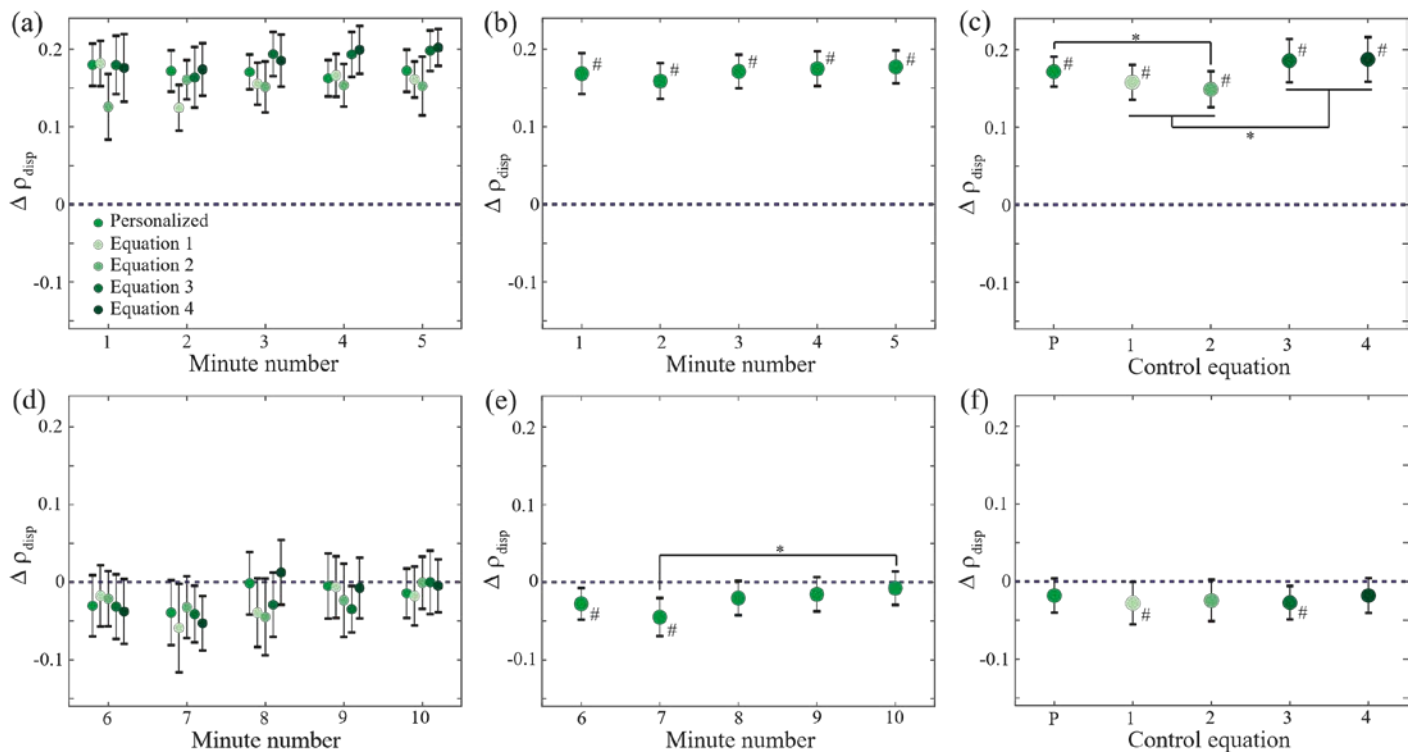 (a)
0.2
0.1
0
-0.1
Δ ρdisp
Personalized
Equation 1
Equation 2
Equation 3
Equation 4
1 2 3 4 5
Minute number
(b)
0.2
0.1
0
-0.1
Δ ρdisp
# # # # #
1 2 3 4 5
Minute number
(c)
0.2
0.1
0
-0.1
Δ ρdisp
*
# # # # #
*
P 1 2 3 4
Control equation
(d)
0.2
0.1
0
-0.1
Δ ρdisp
6 7 8 9 10
Minute number
(e)
0.2
0.1
0
-0.1
Δ ρdisp
*
# #
6 7 8 9 10
Minute number
(f)
0.2
0.1
0
-0.1
Δ ρdisp
# #
P 1 2 3 4
Control equation